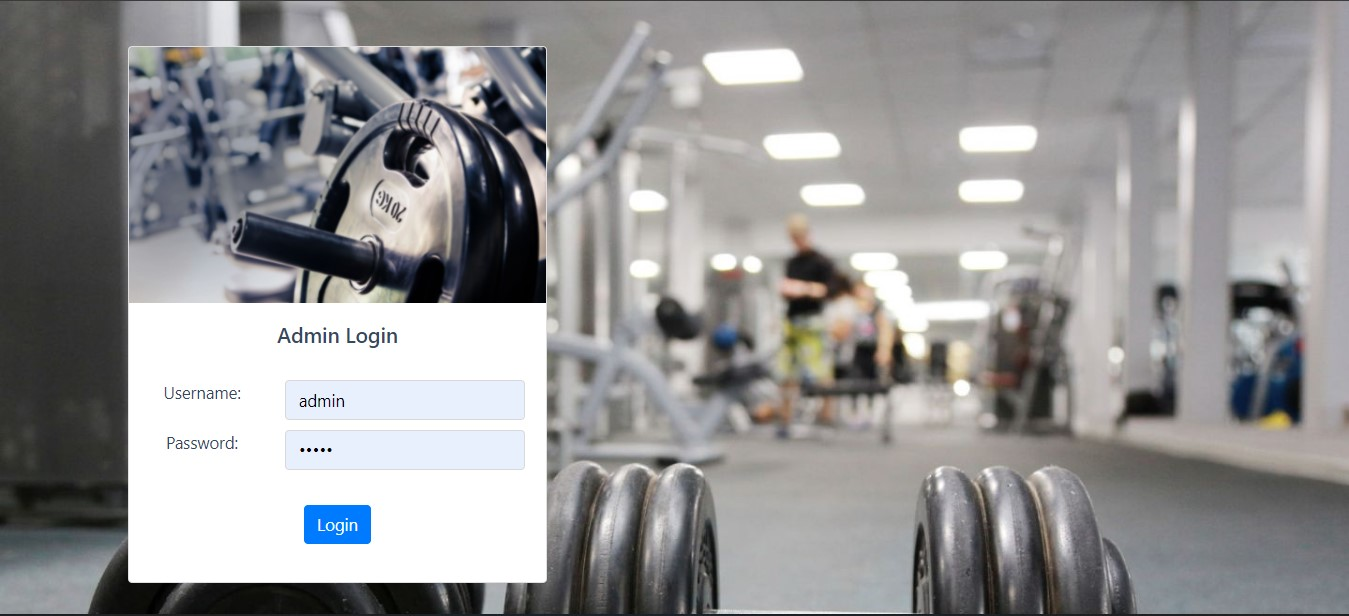 20KG
Admin Login
Username:
admin
Password:
•••••
Login